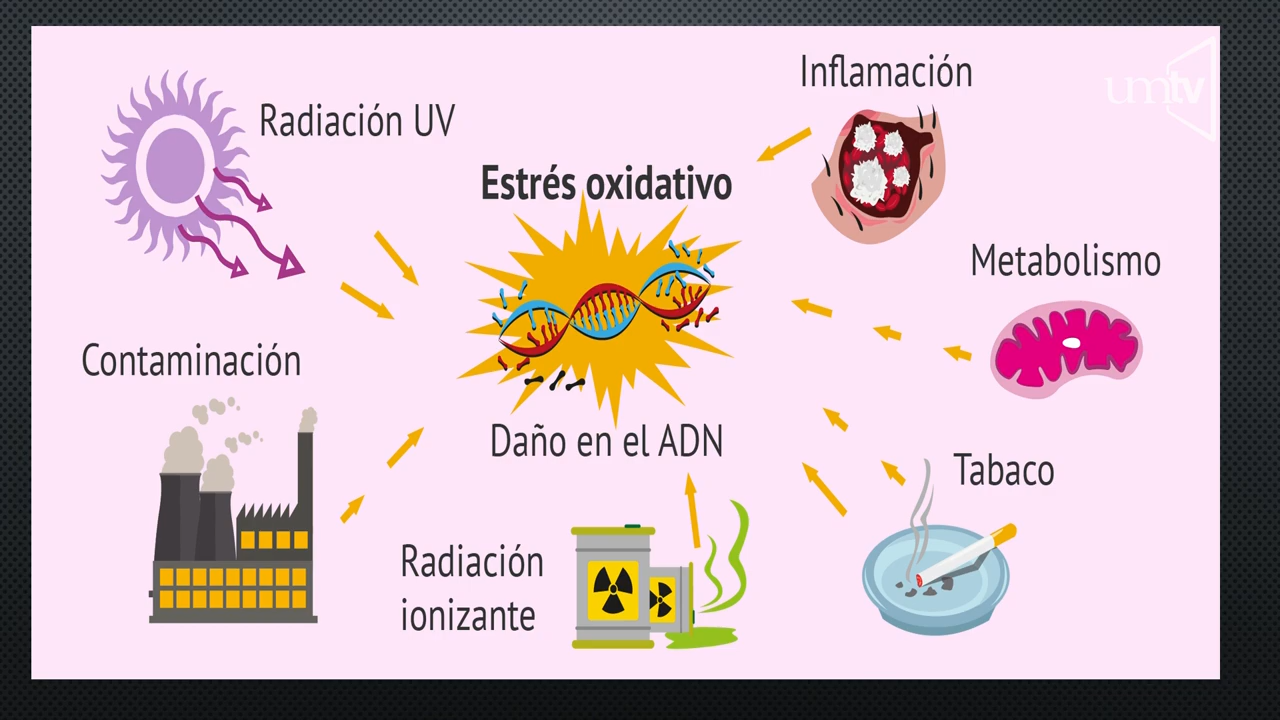 Inflamación
umtv
Radiación UV
Estrés oxidativo
Metabolismo
Contaminación
Daño en el ADN
Tabaco
Radiación
ionizante